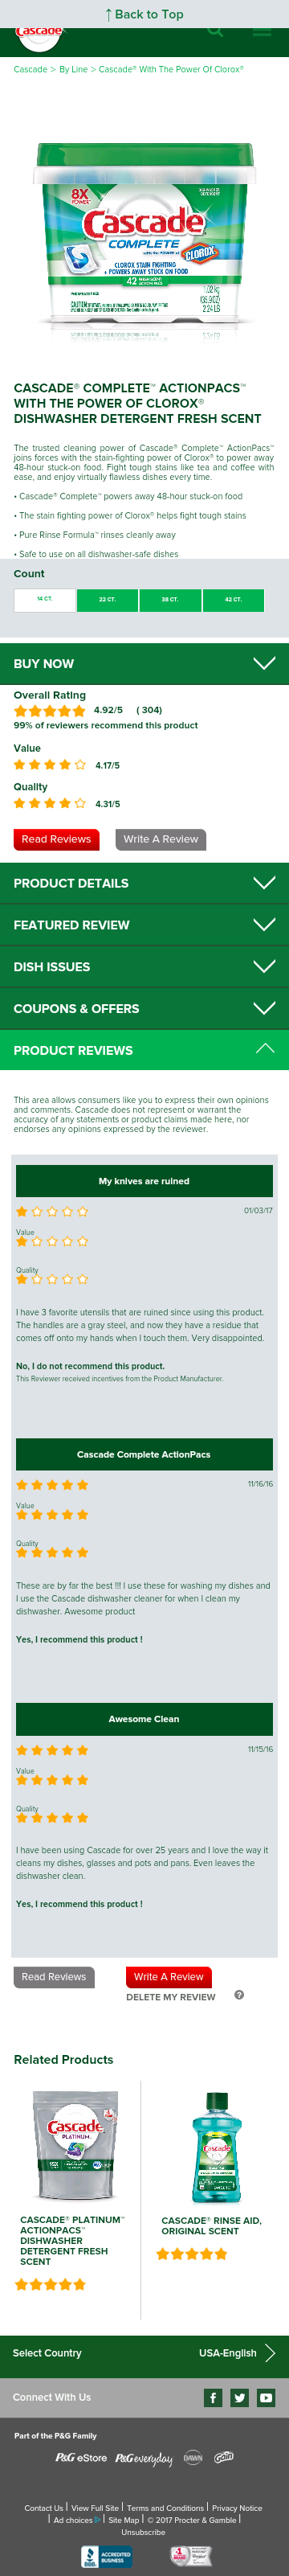 ↑ Back to Top
Cascade
Cascade > By Line > Cascade® With The Power Of Clorox®
8X POWER*
Cascade
COMPLETE™ with the power of CLOROX
CLOROX STAIN FIGHTING
+ POWERS AWAY STUCK ON FOOD
42 ACTIONPACS
CASCADE® COMPLETE™ ACTIONPACS™
WITH THE POWER OF CLOROX®
DISHWASHER DETERGENT FRESH SCENT
The trusted cleaning power of Cascade® Complete™ ActionPacs™
joins forces with the stain-fighting power of Clorox® to power away
48-hour stuck-on food. Fight tough stains like tea and coffee with
ease, and enjoy virtually flawless dishes every time.
• Cascade® Complete™ powers away 48-hour stuck-on food
• The stain fighting power of Clorox® helps fight tough stains
• Pure Rinse Formula™ rinses cleanly away
• Safe to use on all dishwasher-safe dishes
Count
14 CT. 22 CT. 38 CT. 42 CT.
BUY NOW
Overall Rating
4.92/5 ( 304)
99% of reviewers recommend this product
Value
4.17/5
Quality
4.31/5
Read Reviews Write A Review
PRODUCT DETAILS
FEATURED REVIEW
DISH ISSUES
COUPONS & OFFERS
PRODUCT REVIEWS
This area allows consumers like you to express their own opinions
and comments. Cascade does not represent or warrant the
accuracy of any statements or product claims made here, nor
endorses any opinions expressed by the reviewer.
My knives are ruined
01/03/17
Value
Quality
I have 3 favorite utensils that are ruined since using this product.
The handles are a gray steel, and now they have a residue that
comes off onto my hands when I touch them. Very disappointed.
No, I do not recommend this product.
This Reviewer received incentives from the Product Manufacturer.
Cascade Complete ActionPacs
11/16/16
Value
Quality
These are by far the best !!! I use these for washing my dishes and
I use the Cascade dishwasher cleaner for when I clean my
dishwasher. Awesome product
Yes, I recommend this product !
Awesome Clean
11/15/16
Value
Quality
I have been using Cascade for over 25 years and I love the way it
cleans my dishes, glasses and pots and pans. Even leaves the
dishwasher clean.
Yes, I recommend this product !
Read Reviews Write A Review
DELETE MY REVIEW ?
Related Products
Cascade
PLATINUM
Cascade
CASCADE® PLATINUM™
ACTIONPACS™
DISHWASHER
DETERGENT FRESH
SCENT
CASCADE® RINSE AID,
ORIGINAL SCENT
Select Country USA-English
Connect With Us
Part of the P&G Family
P&G eStore P&G everyday DAWN
Contact Us | View Full Site | Terms and Conditions | Privacy Notice
| Ad choices | Site Map | © 2017 Procter & Gamble |
Unsubscribe
BBB ACCREDITED BUSINESS